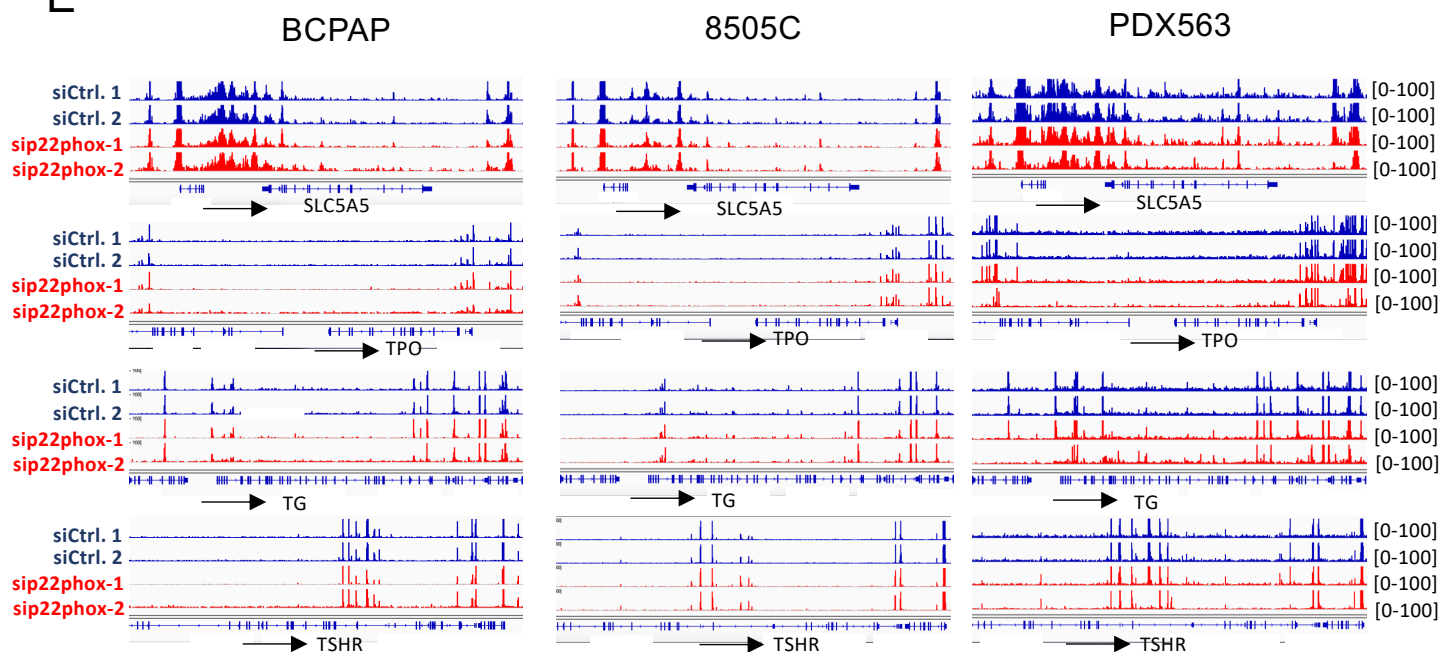 E
BCPAP 8505C PDX563
siCtrl. 1 [0-100]
siCtrl. 2 [0-100]
sip22phox-1 [0-100]
sip22phox-2 [0-100]
SLC5A5 SLC5A5 SLC5A5
siCtrl. 1 [0-100]
siCtrl. 2 [0-100]
sip22phox-1 [0-100]
sip22phox-2 [0-100]
TPO TPO TPO
siCtrl. 1 [0-100]
siCtrl. 2 [0-100]
sip22phox-1 [0-100]
sip22phox-2 [0-100]
TG TG TG
siCtrl. 1 [0-100]
siCtrl. 2 [0-100]
sip22phox-1 [0-100]
sip22phox-2 [0-100]
TSHR TSHR TSHR